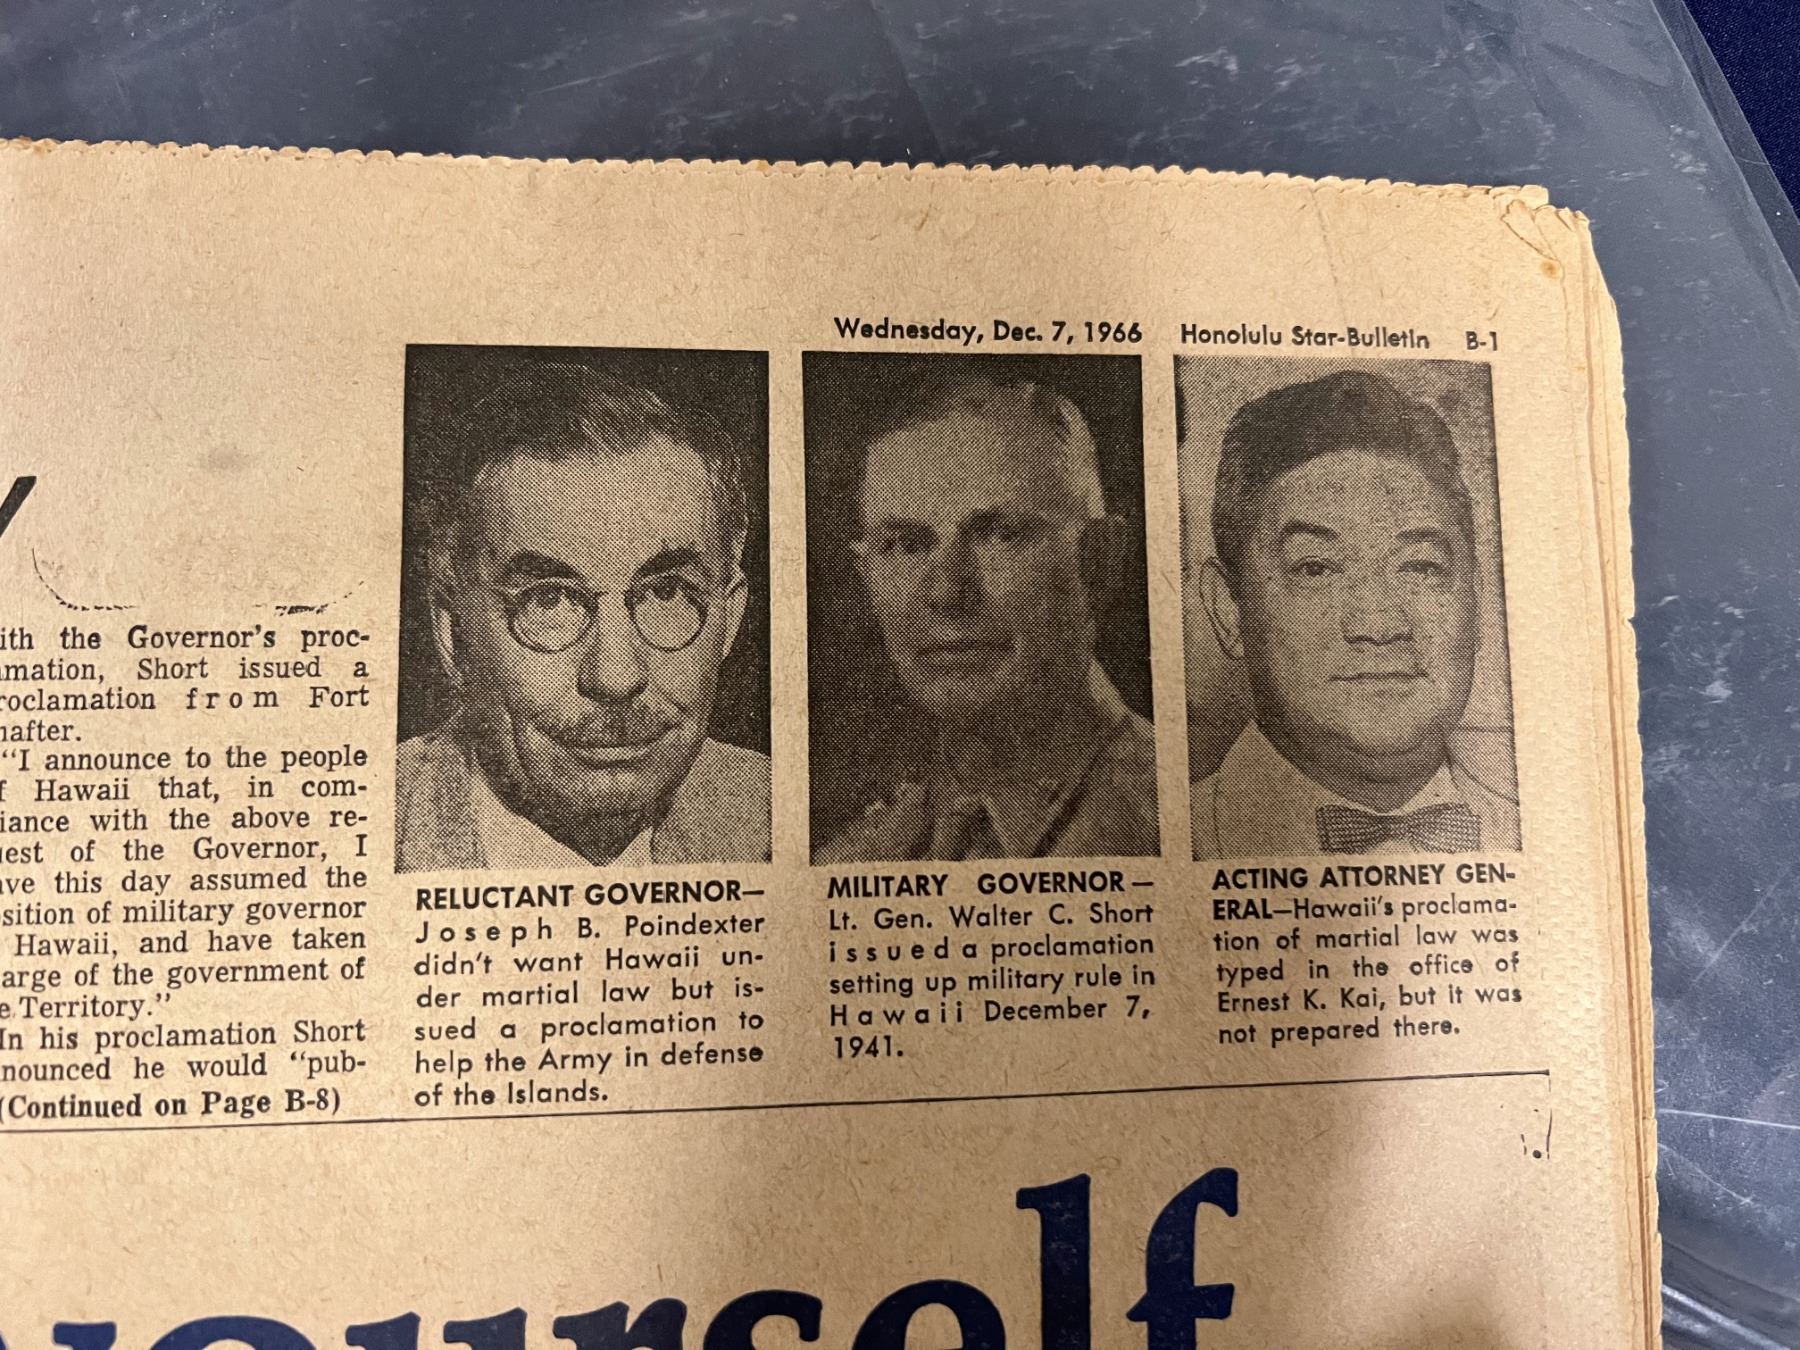 Wednesday, Dec. 7, 1966 Honolulu Star-Bulletin B-1
ith the Governor's proc-
mation, Short issued a
roclamation from Fort
hafter.
"I announce to the people
f Hawaii that, in com-
iance with the above re-
uest of the Governor, I
ave this day assumed the
sition of military governor
Hawaii, and have taken
arge of the government of
e Territory."
In his proclamation Short
nounced he would "pub-
(Continued on Page B-8)
RELUCTANT GOVERNOR—
Joseph B. Poindexter
didn't want Hawaii un-
der martial law but is-
sued a proclamation to
help the Army in defense
of the Islands.
MILITARY GOVERNOR—
Lt. Gen. Walter C. Short
issued a proclamation
setting up military rule in
Hawaii December 7,
1941.
ACTING ATTORNEY GEN-
ERAL—Hawaii's proclama-
tion of martial law was
typed in the office of
Ernest K. Kai, but it was
not prepared there.
yourself